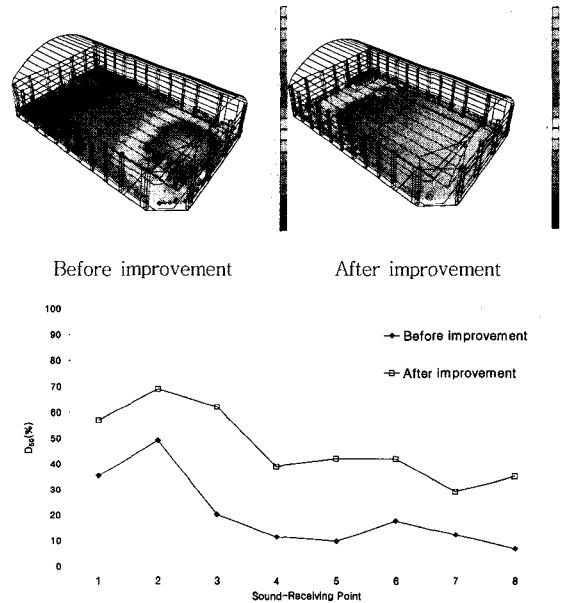 Before improvement
After improvement
100
90
80
70
60
50
40
30
20
10
0
D50(%)
Before improvement
After improvement
1 2 3 4 5 6 7 8
Sound-Receiving Point